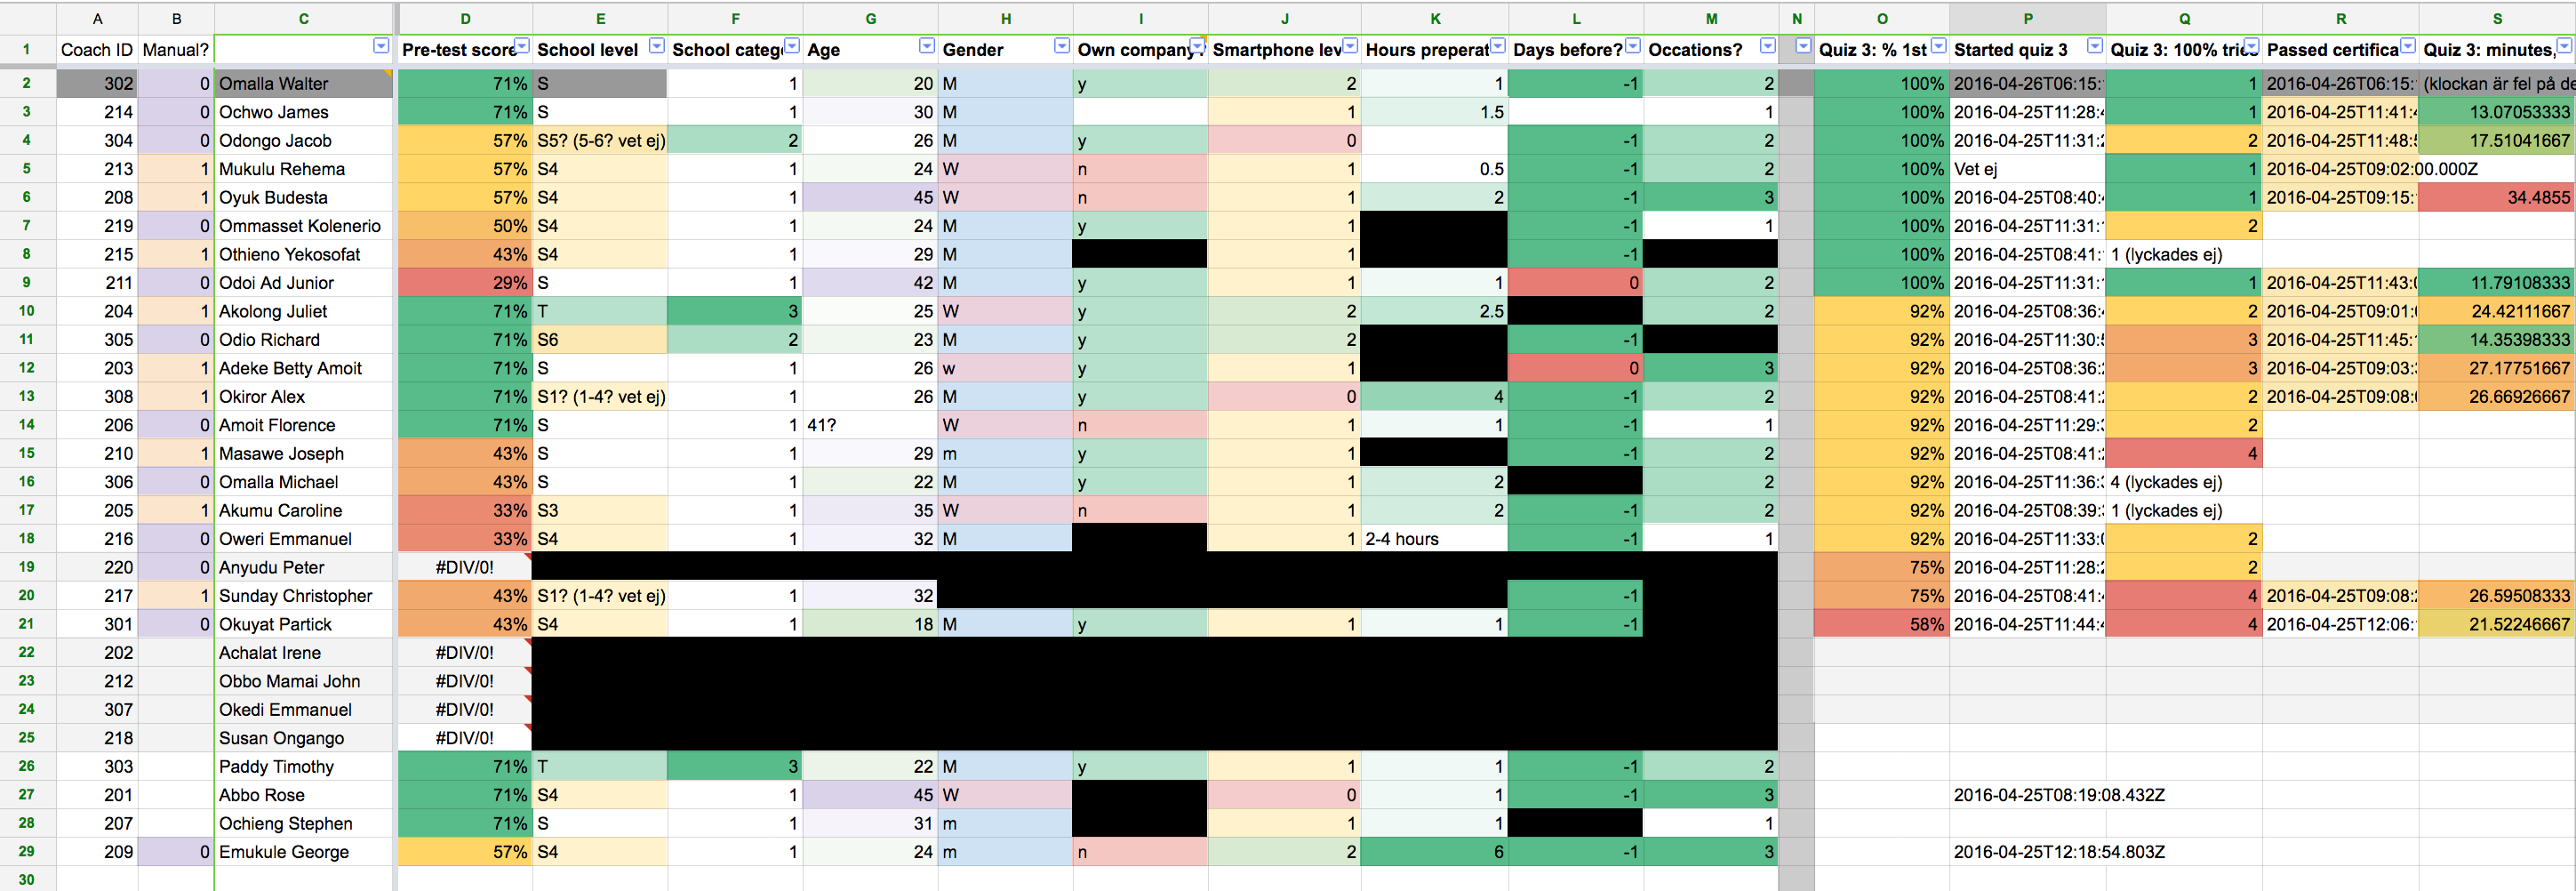 A B C D E F G H I J K L M N O P Q R S
1 Coach ID Manual? Pre-test score School level School categ Age Gender Own company? Smartphone lev Hours preperat Days before? Occations? Quiz 3: % 1st Started quiz 3 Quiz 3: 100% tries Passed certifica Quiz 3: minutes,
2 302 0 Omalla Walter 71% S 1 20 M y 2 1 -1 2 100% 2016-04-26T06:15: 1 2016-04-26T06:15: (klockan är fel på de
3 214 0 Ochwo James 71% S 1 30 M 1 1.5 1 100% 2016-04-25T11:28:4 1 2016-04-25T11:41:4 13.07053333
4 304 0 Odongo Jacob 57% S5? (5-6? vet ej) 2 26 M y 0 -1 2 100% 2016-04-25T11:31:2 2 2016-04-25T11:48:5 17.51041667
5 213 1 Mukulu Rehema 57% S4 1 24 W n 1 0.5 -1 2 100% Vet ej 1 2016-04-25T09:02:00.000Z
6 208 1 Oyuk Budesta 57% S4 1 45 W n 1 2 -1 3 100% 2016-04-25T08:40:4 1 2016-04-25T09:15: 34.4855
7 219 0 Ommasset Kolenerio 50% S4 1 24 M y 1 -1 1 100% 2016-04-25T11:31: 2
8 215 1 Othieno Yekosofat 43% S4 1 29 M 1 -1 100% 2016-04-25T08:41: 1 (lyckades ej)
9 211 0 Odoi Ad Junior 29% S 1 42 M y 1 1 0 2 100% 2016-04-25T11:31: 1 2016-04-25T11:43:0 11.79108333
10 204 1 Akolong Juliet 71% T 3 25 W y 2 2.5 2 92% 2016-04-25T08:36:4 2 2016-04-25T09:01:0 24.42111667
11 305 0 Odio Richard 71% S6 2 23 M y 2 -1 92% 2016-04-25T11:30:5 3 2016-04-25T11:45: 14.35398333
12 203 1 Adeke Betty Amoit 71% S 1 26 w y 1 0 3 92% 2016-04-25T08:36:2 3 2016-04-25T09:03:3 27.17751667
13 308 1 Okiror Alex 71% S1? (1-4? vet ej) 1 26 M y 0 4 -1 2 92% 2016-04-25T08:41:2 2 2016-04-25T09:08:0 26.66926667
14 206 0 Amoit Florence 71% S 1 41? W n 1 1 -1 1 92% 2016-04-25T11:29:3 2
15 210 1 Masawe Joseph 43% S 1 29 m y 1 -1 2 92% 2016-04-25T08:41:2 4
16 306 0 Omalla Michael 43% S 1 22 M y 1 2 2 92% 2016-04-25T11:36:3 4 (lyckades ej)
17 205 1 Akumu Caroline 33% S3 1 35 W n 1 2 -1 2 92% 2016-04-25T08:39:3 1 (lyckades ej)
18 216 0 Oweri Emmanuel 33% S4 1 32 M 1 2-4 hours -1 1 92% 2016-04-25T11:33:0 2
19 220 0 Anyudu Peter #DIV/0! 75% 2016-04-25T11:28:2 2
20 217 1 Sunday Christopher 43% S1? (1-4? vet ej) 1 32 -1 75% 2016-04-25T08:41:4 4 2016-04-25T09:08:2 26.59508333
21 301 0 Okuyat Partick 43% S4 1 18 M y 1 1 -1 58% 2016-04-25T11:44:4 4 2016-04-25T12:06: 21.52246667
22 202 Achalat Irene #DIV/0!
23 212 Obbo Mamai John #DIV/0!
24 307 Okedi Emmanuel #DIV/0!
25 218 Susan Ongango #DIV/0!
26 303 Paddy Timothy 71% T 3 22 M y 1 1 -1 2
27 201 Abbo Rose 71% S4 1 45 W 0 1 -1 3 2016-04-25T08:19:08.432Z
28 207 Ochieng Stephen 71% S 1 31 m 1 1 1
29 209 0 Emukule George 57% S4 1 24 m n 2 6 -1 3 2016-04-25T12:18:54.803Z
30